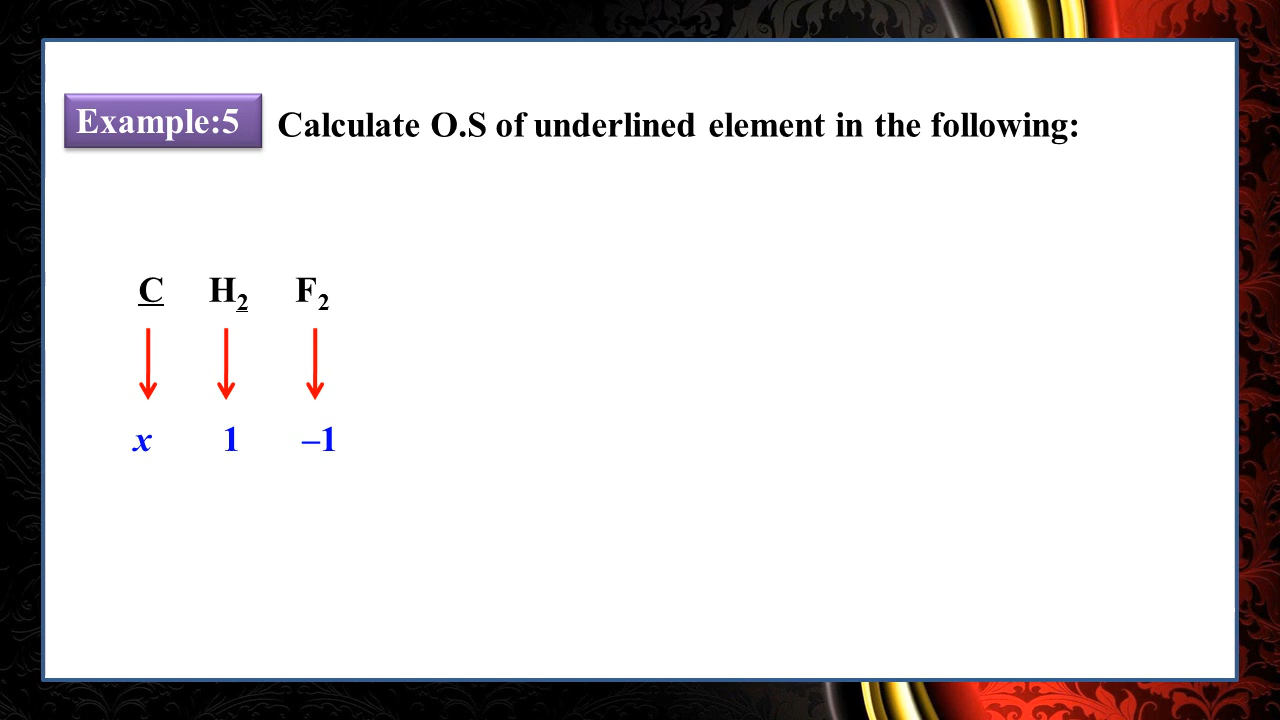 Example:5 Calculate O.S of underlined element in the following:
C H₂ F₂
x 1 –1